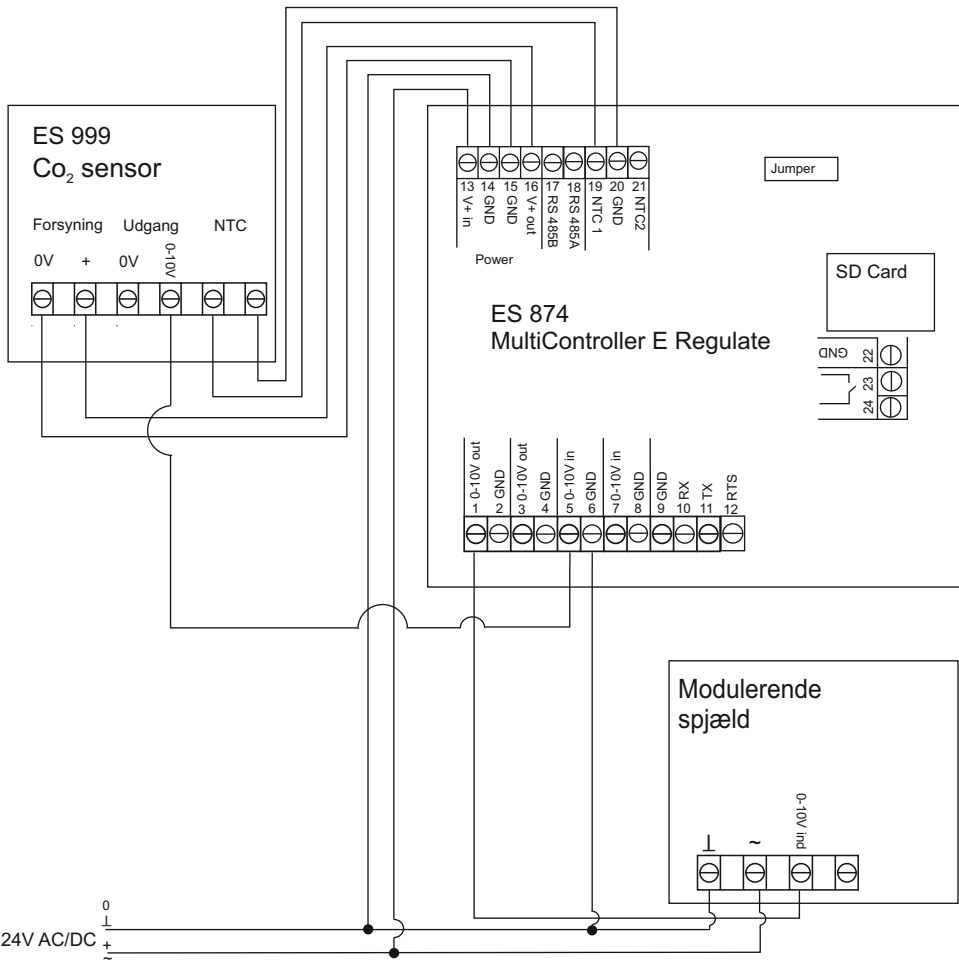 ES 999
Co₂ sensor
Forsyning Udgang NTC
0V + 0V 0-10V
13 14 15 16 17 18 19 20 21
V+ in
GND
GND
V+ out
RS 485B
RS 485A
NTC 1
GND
NTC2
Power
Jumper
SD Card
ES 874
MultiController E Regulate
GND 22
23
24
1 0-10V out
2 GND
3 0-10V out
4 GND
5 0-10V in
6 GND
7 0-10V in
8 GND
9 GND
10 RX
11 TX
12 RTS
Modulerende
spjæld
0-10V ind
⊥ ~
0
⊥
24V AC/DC +
~